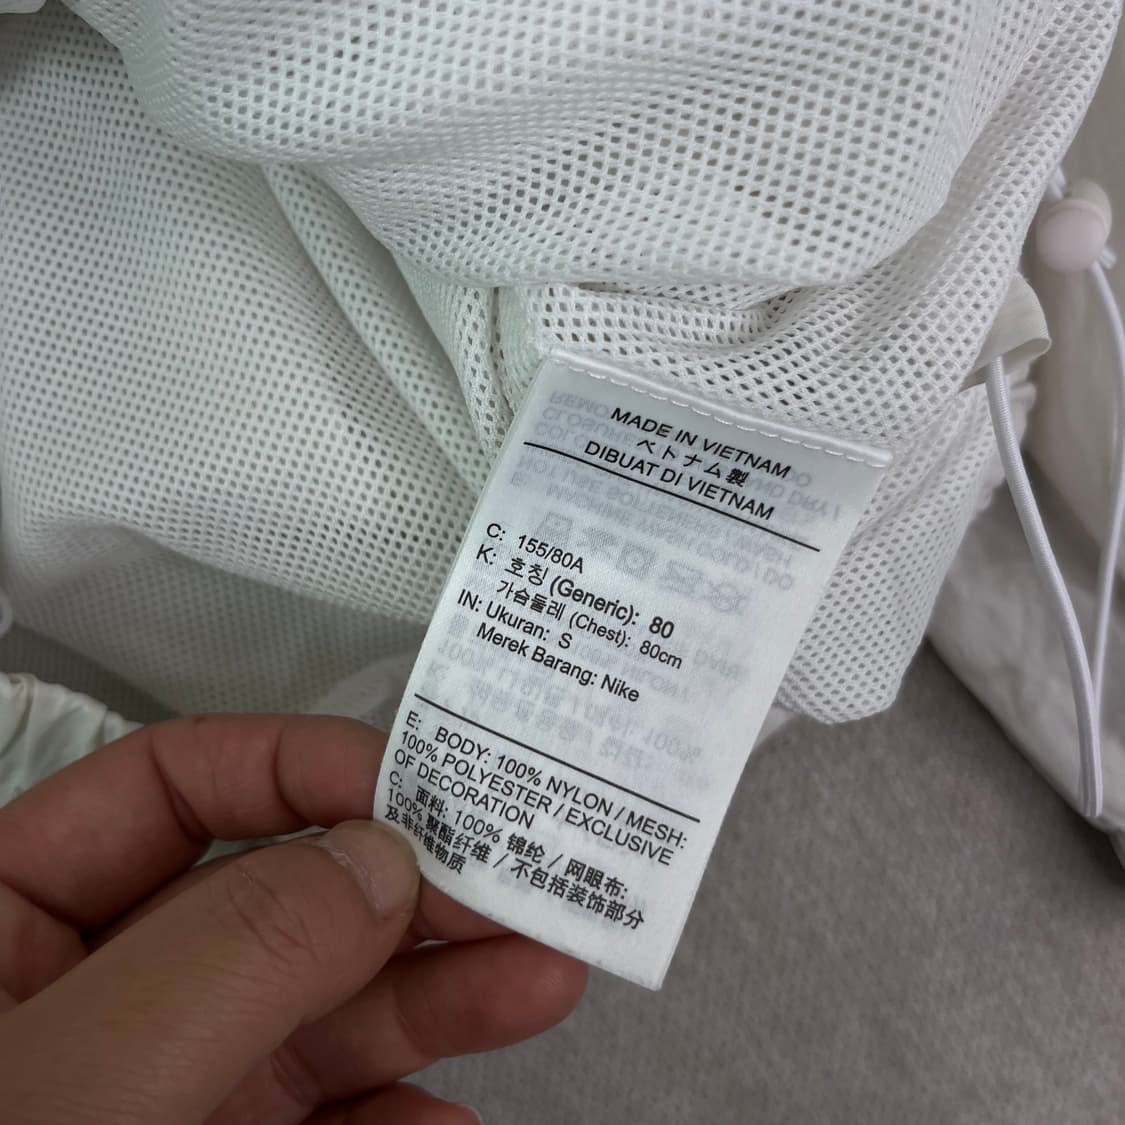 MADE IN VIETNAM
ベトナム製
DIBUAT DI VIETNAM
C: 155/80A
K: 호칭 (Generic): 80
가슴둘레 (Chest): 80cm
IN: Ukuran: S
Merek Barang: Nike
E: BODY: 100% NYLON / MESH:
100% POLYESTER / EXCLUSIVE
OF DECORATION
C: 面料: 100% 锦纶 / 网眼布:
100% 聚酯纤维 / 不包括装饰部分
及非纤维物质